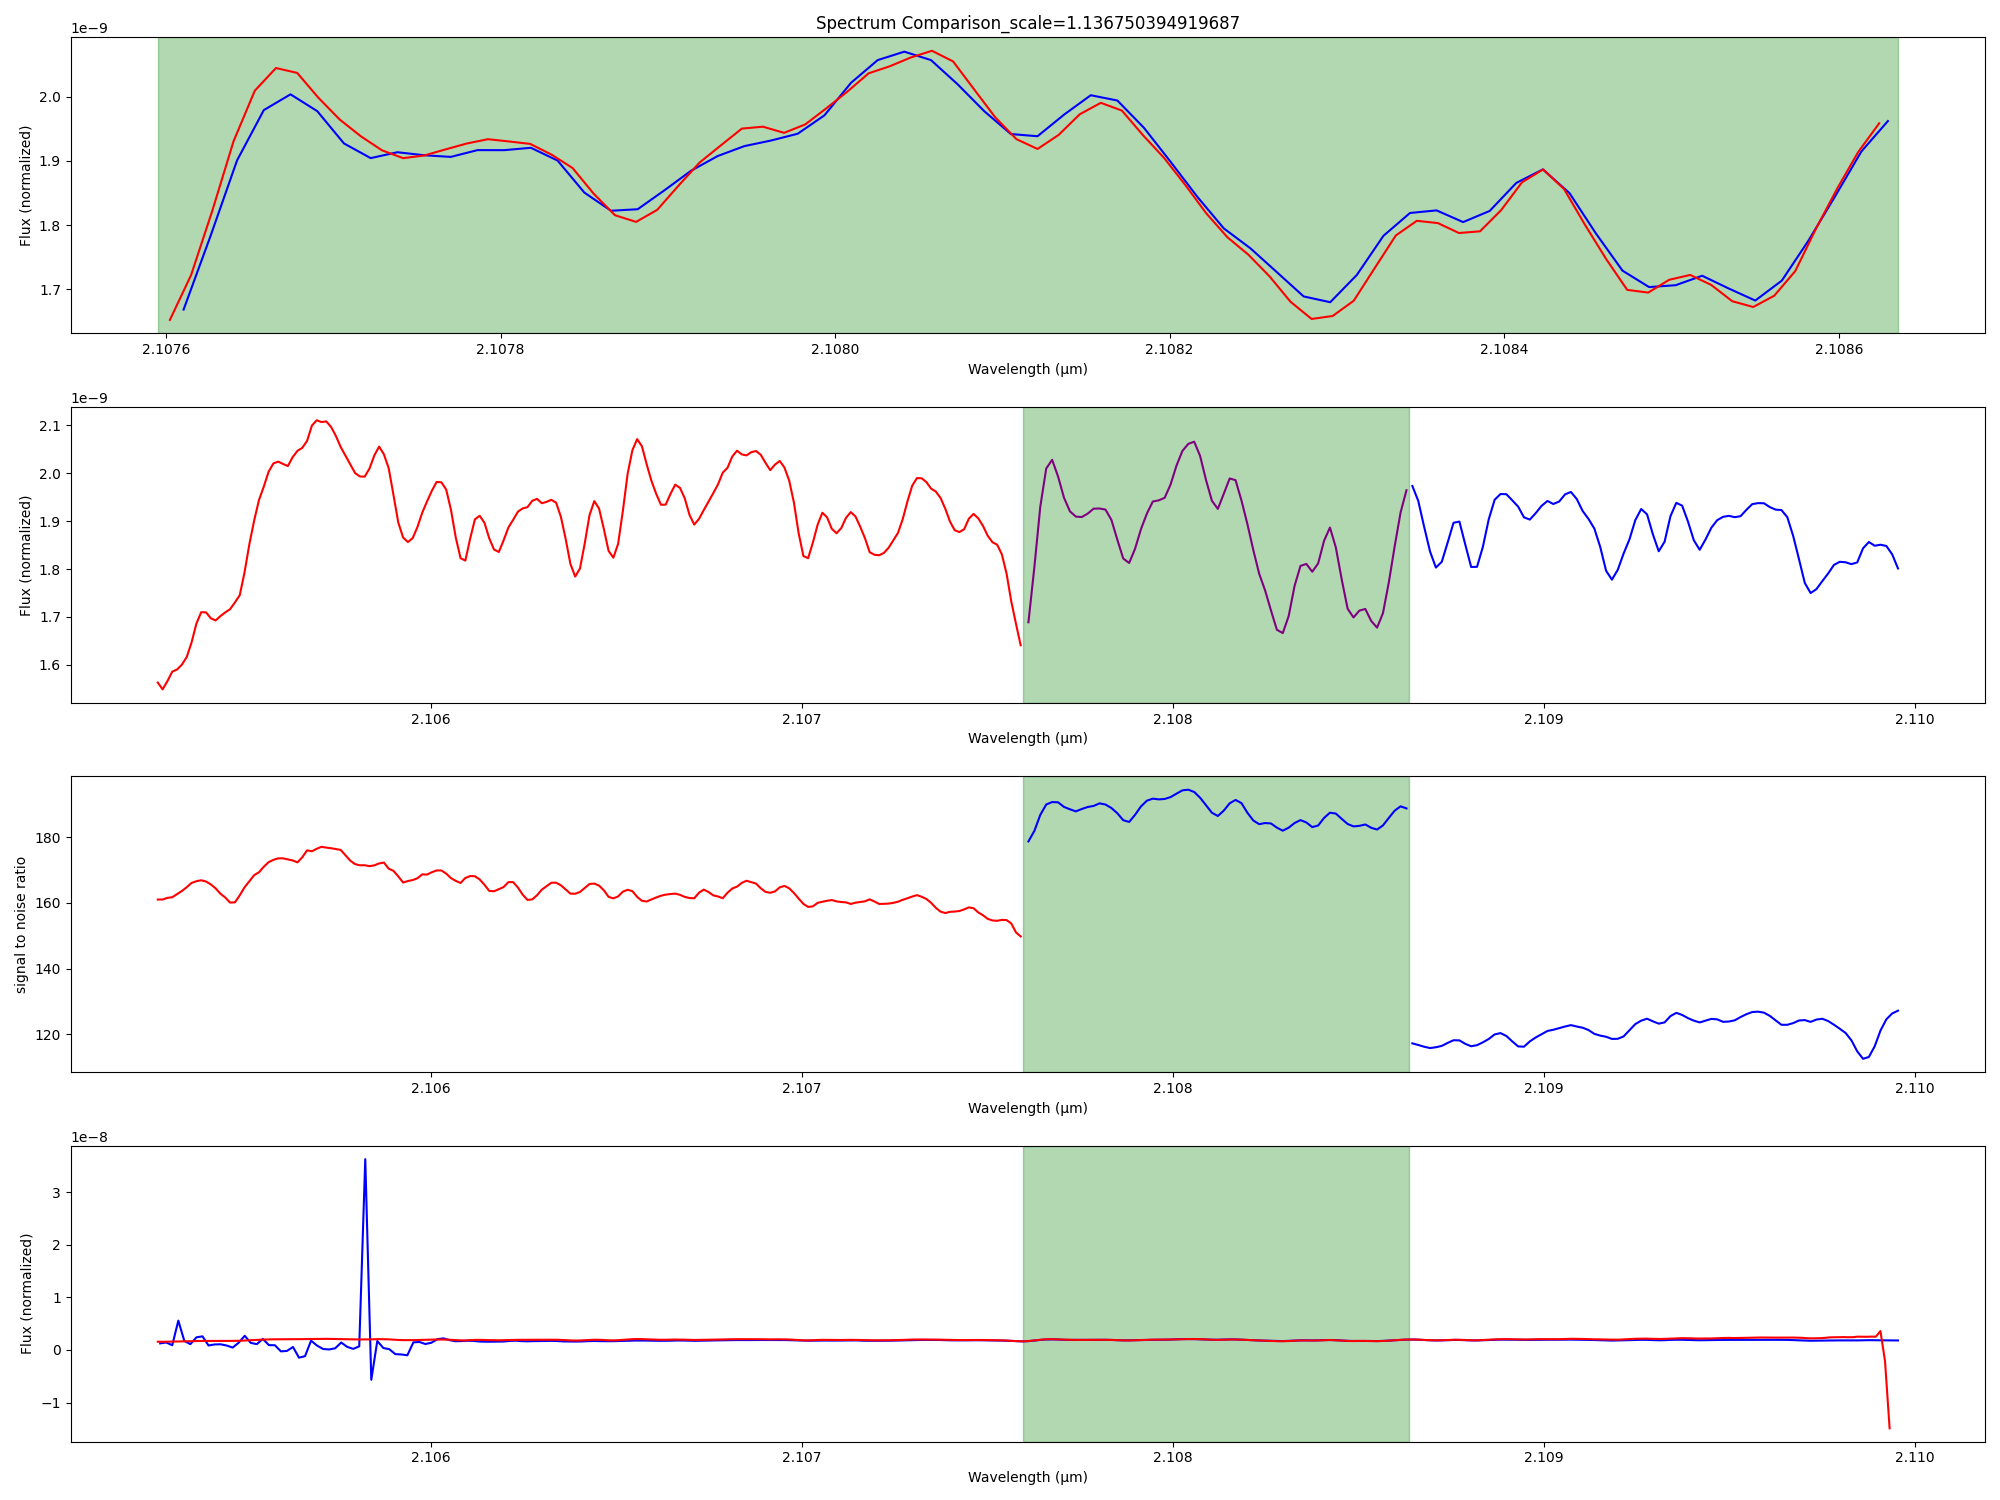 Spectrum Comparison_scale=1.136750394919687
1e−9
2.0
1.9
1.8
1.7
Flux (normalized)
2.1076 2.1078 2.1080 2.1082 2.1084 2.1086
Wavelength (μm)
1e−9
2.1
2.0
1.9
1.8
1.7
1.6
Flux (normalized)
2.106 2.107 2.108 2.109 2.110
Wavelength (μm)
180
160
140
120
signal to noise ratio
2.106 2.107 2.108 2.109 2.110
Wavelength (μm)
1e−8
3
2
1
0
−1
Flux (normalized)
2.106 2.107 2.108 2.109 2.110
Wavelength (μm)